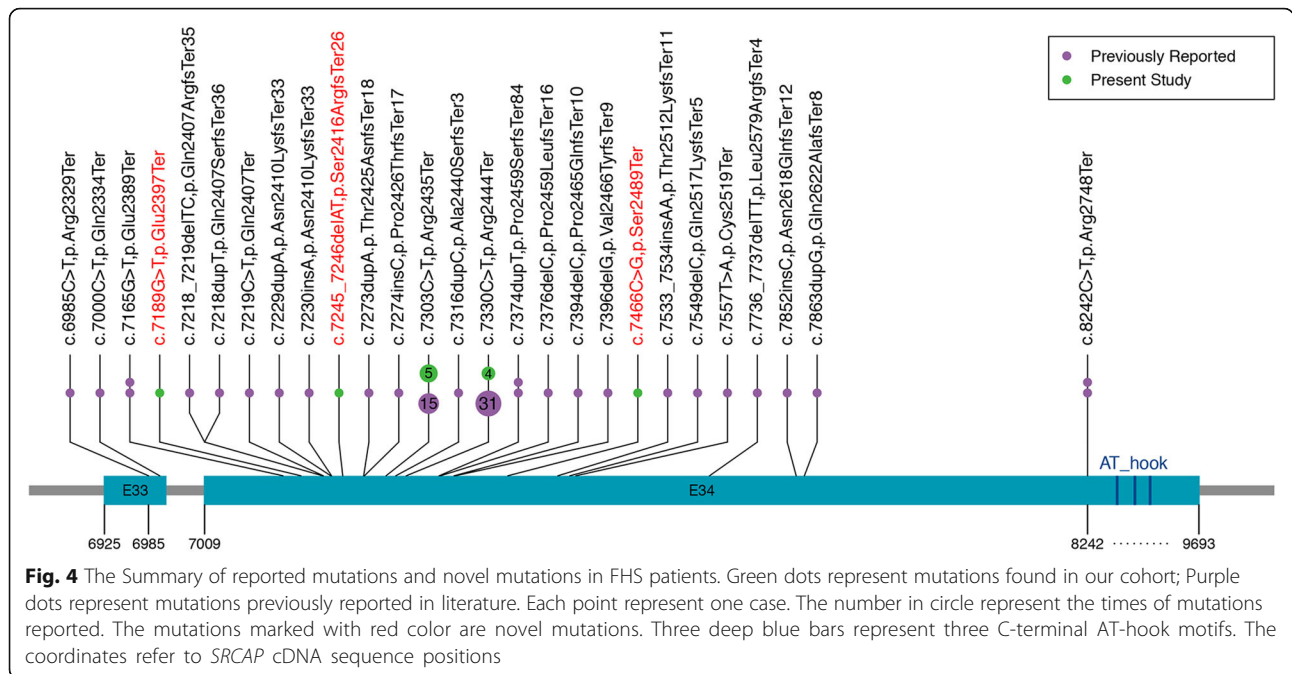 Previously Reported
Present Study
c.6985C>T,p.Arg2329Ter
c.7000C>T,p.Gln2334Ter
c.7165G>T,p.Glu2389Ter
c.7189G>T,p.Glu2397Ter
c.7218_7219delTC,p.Gln2407ArgfsTer35
c.7218dupT,p.Gln2407SerfsTer36
c.7219C>T,p.Gln2407Ter
c.7229dupA,p.Asn2410LysfsTer33
c.7230insA,p.Asn2410LysfsTer33
c.7245_7246delAT,p.Ser2416ArgfsTer26
c.7273dupA,p.Thr2425AsnfsTer18
c.7274insC,p.Pro2426ThrfsTer17
c.7303C>T,p.Arg2435Ter
c.7316dupC,p.Ala2440SerfsTer3
c.7330C>T,p.Arg2444Ter
c.7374dupT,p.Pro2459SerfsTer84
c.7376delC,p.Pro2459LeufsTer16
c.7394delC,p.Pro2465GlnfsTer10
c.7396delG,p.Val2466TyrfsTer9
c.7466C>G,p.Ser2489Ter
c.7533_7534insAA,p.Thr2512LysfsTer11
c.7549delC,p.Gln2517LysfsTer5
c.7557T>A,p.Cys2519Ter
c.7736_7737delTT,p.Leu2579ArgfsTer4
c.7852insC,p.Asn2618GlnfsTer12
c.7863dupG,p.Gln2622AlafsTer8
c.8242C>T,p.Arg2748Ter
5 4
15 31
AT_hook
E33 E34
6925 6985 7009 8242 ......... 9693
Fig. 4 The Summary of reported mutations and novel mutations in FHS patients. Green dots represent mutations found in our cohort; Purple
dots represent mutations previously reported in literature. Each point represent one case. The number in circle represent the times of mutations
reported. The mutations marked with red color are novel mutations. Three deep blue bars represent three C-terminal AT-hook motifs. The
coordinates refer to SRCAP cDNA sequence positions